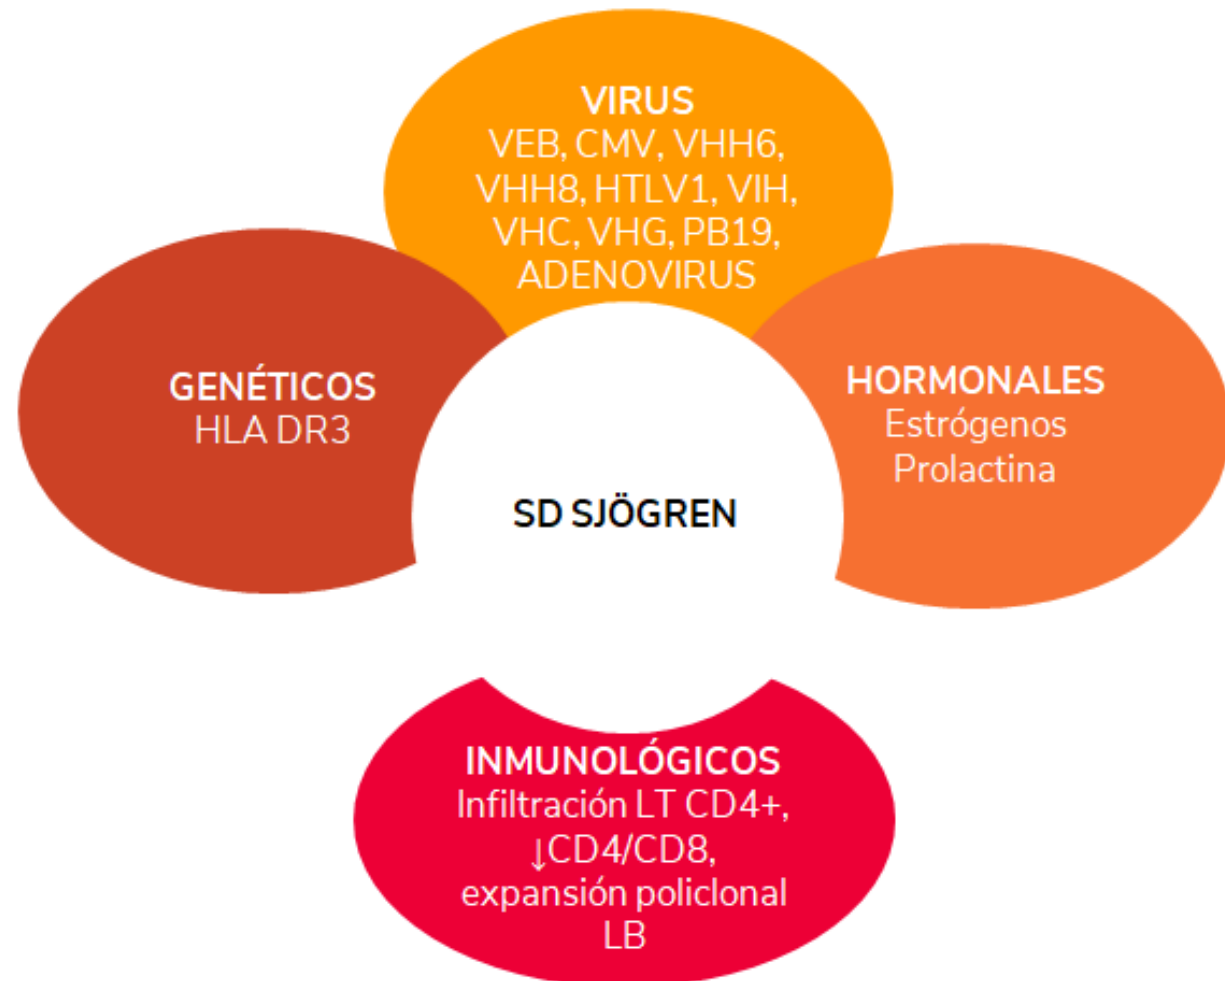 VIRUS
VEB, CMV, VHH6,
VHH8, HTLV1, VIH,
VHC, VHG, PB19,
ADENOVIRUS
GENÉTICOS
HLA DR3
HORMONALES
Estrógenos
Prolactina
SD SJÖGREN
INMUNOLÓGICOS
Infiltración LT CD4+,
↓CD4/CD8,
expansión policlonal
LB